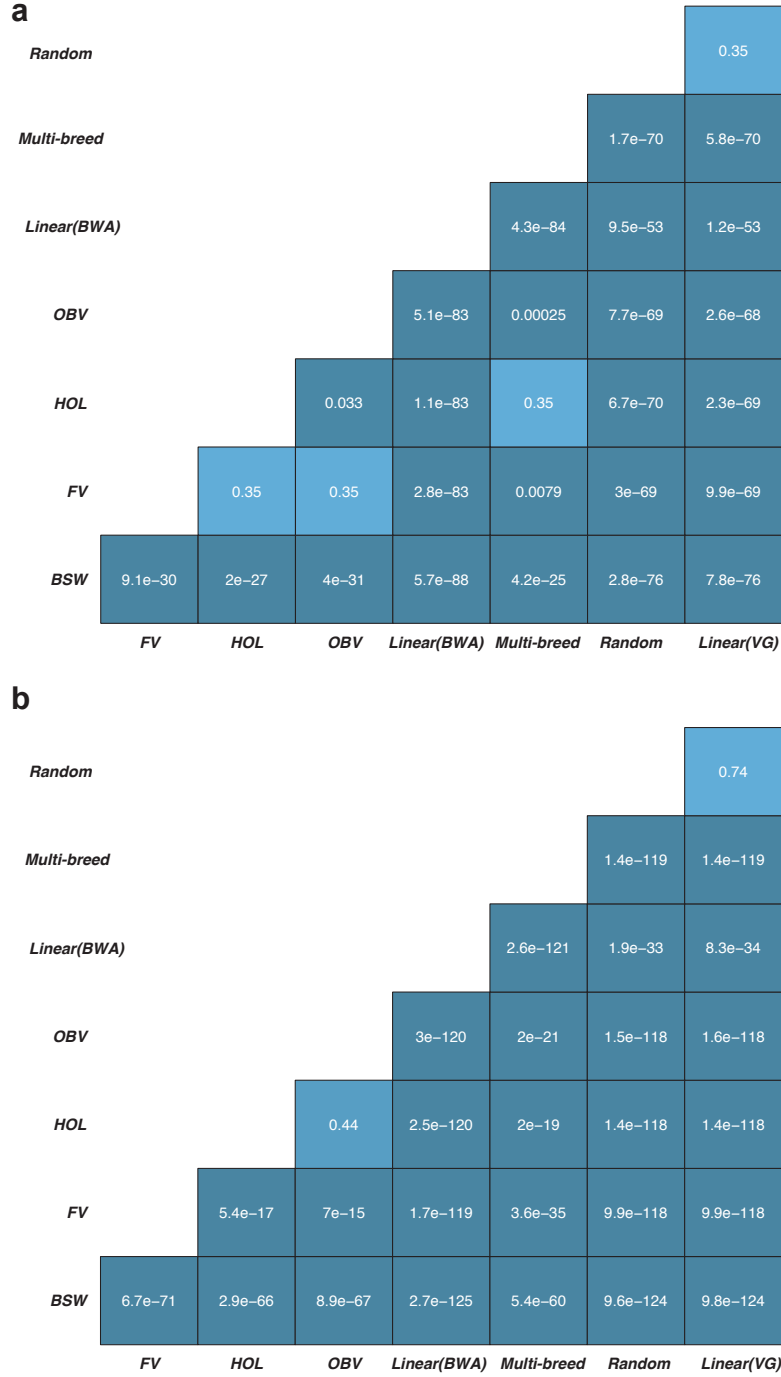 a
Random 0.35
Multi-breed 1.7e−70 5.8e−70
Linear(BWA) 4.3e−84 9.5e−53 1.2e−53
OBV 5.1e−83 0.00025 7.7e−69 2.6e−68
HOL 0.033 1.1e−83 0.35 6.7e−70 2.3e−69
FV 0.35 0.35 2.8e−83 0.0079 3e−69 9.9e−69
BSW 9.1e−30 2e−27 4e−31 5.7e−88 4.2e−25 2.8e−76 7.8e−76
FV HOL OBV Linear(BWA) Multi-breed Random Linear(VG)
b
Random 0.74
Multi-breed 1.4e−119 1.4e−119
Linear(BWA) 2.6e−121 1.9e−33 8.3e−34
OBV 3e−120 2e−21 1.5e−118 1.6e−118
HOL 0.44 2.5e−120 2e−19 1.4e−118 1.4e−118
FV 5.4e−17 7e−15 1.7e−119 3.6e−35 9.9e−118 9.9e−118
BSW 6.7e−71 2.9e−66 8.9e−67 2.7e−125 5.4e−60 9.6e−124 9.8e−124
FV HOL OBV Linear(BWA) Multi-breed Random Linear(VG)